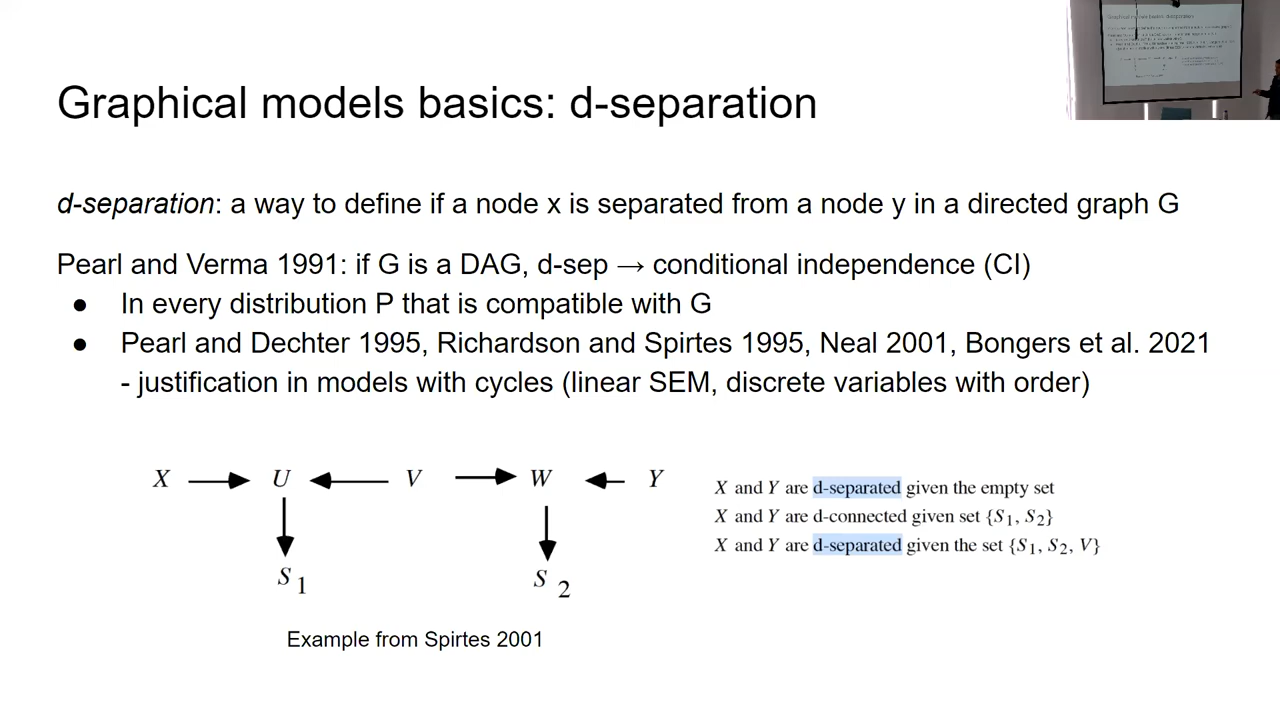 Graphical models basics: d-separation
d-separation: a way to define if a node x is separated from a node y in a directed graph G
Pearl and Verma 1991: if G is a DAG, d-sep → conditional independence (CI)
● In every distribution P that is compatible with G
● Pearl and Dechter 1995, Richardson and Spirtes 1995, Neal 2001, Bongers et al. 2021
- justification in models with cycles (linear SEM, discrete variables with order)
X U V W Y
S 1 S 2
X and Y are d-separated given the empty set
X and Y are d-connected given set {S1, S2}
X and Y are d-separated given the set {S1, S2, V}
Example from Spirtes 2001